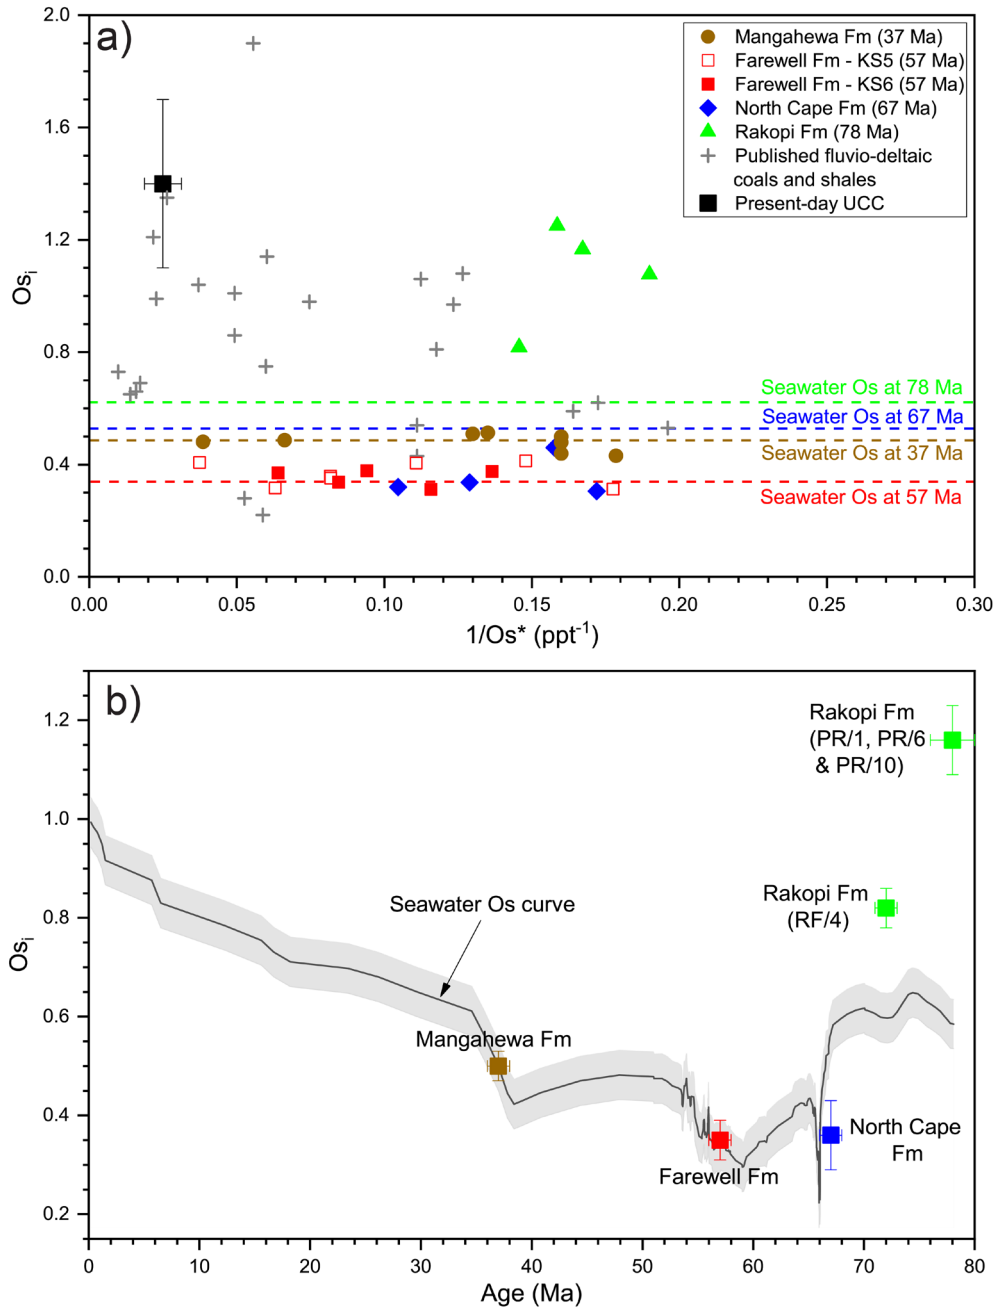 a)
2.0
1.6
1.2
0.8
0.4
0.0
Osi
Mangahewa Fm (37 Ma)
Farewell Fm - KS5 (57 Ma)
Farewell Fm - KS6 (57 Ma)
North Cape Fm (67 Ma)
Rakopi Fm (78 Ma)
Published fluvio-deltaic
coals and shales
Present-day UCC
Seawater Os at 78 Ma
Seawater Os at 67 Ma
Seawater Os at 37 Ma
Seawater Os at 57 Ma
0.00 0.05 0.10 0.15 0.20 0.25 0.30
1/Os* (ppt-1)
b)
1.2
1.0
0.8
0.6
0.4
0.2
Osi
Rakopi Fm
(PR/1, PR/6
& PR/10)
Rakopi Fm
(RF/4)
Seawater Os curve
Mangahewa Fm
North Cape
Fm
Farewell Fm
0 10 20 30 40 50 60 70 80
Age (Ma)